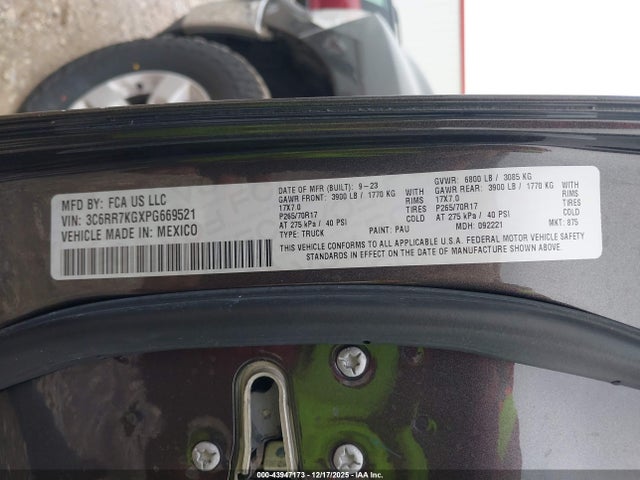 MFD BY: FCA US LLC
VIN: 3C6RR7KGXPG669521
VEHICLE MADE IN: MEXICO
DATE OF MFR (BUILT): 9-23
GAWR FRONT: 3900 LB / 1770 KG WITH
17X7.0 RIMS
P265/70R17 TIRES
AT 275 kPa / 40 PSI COLD
TYPE: TRUCK PAINT: PAU
GVWR: 6800 LB / 3085 KG
GAWR REAR: 3900 LB / 1770 KG WITH
17X7.0 RIMS
P265/70R17 TIRES
AT 275 kPa / 40 PSI COLD
MDH: 092221 MKT: 875
THIS VEHICLE CONFORMS TO ALL APPLICABLE U.S.A. FEDERAL MOTOR VEHICLE SAFETY
STANDARDS IN EFFECT ON THE DATE OF MANUFACTURE SHOWN ABOVE.
000-43947173 — 12/17/2025 — IAAI.COM